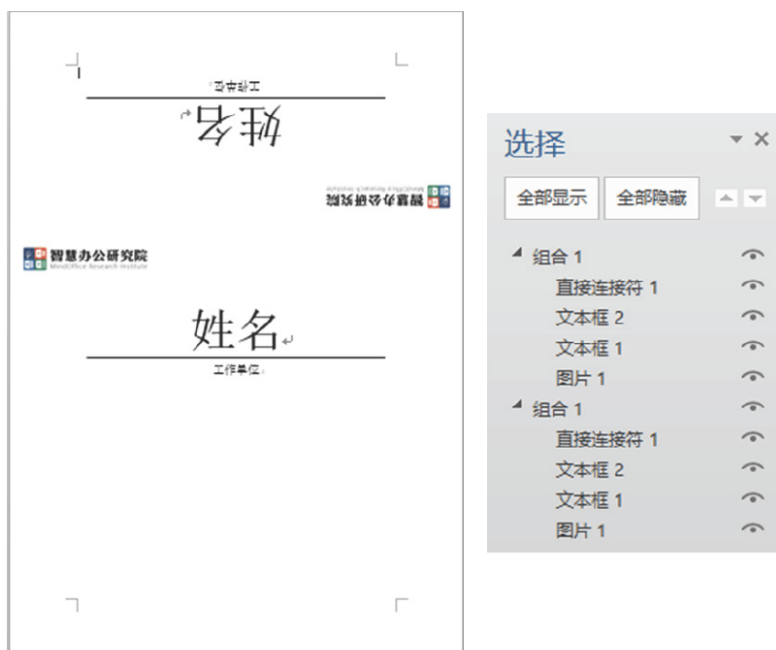 工作单位
姓名
MindOffice Research Institute
智慧办公研究院
智慧办公研究院
MindOffice Research Institute
姓名
工作单位
选择
全部显示 全部隐藏
组合 1
直接连接符 1
文本框 2
文本框 1
图片 1
组合 1
直接连接符 1
文本框 2
文本框 1
图片 1